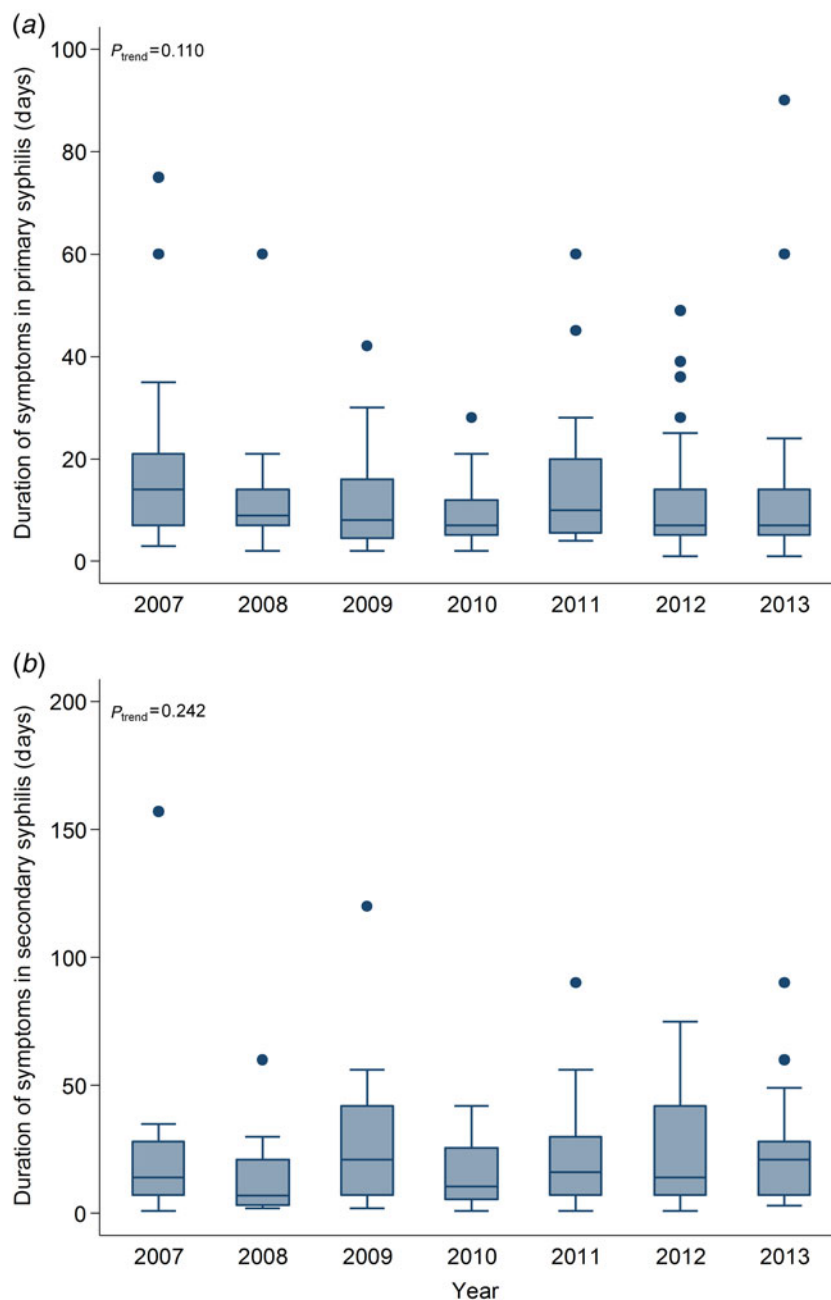 (a)
P trend = 0.110
Duration of symptoms in primary syphilis (days)
100
80
60
40
20
0
2007 2008 2009 2010 2011 2012 2013
(b)
P trend = 0.242
Duration of symptoms in secondary syphilis (days)
200
150
100
50
0
2007 2008 2009 2010 2011 2012 2013
Year